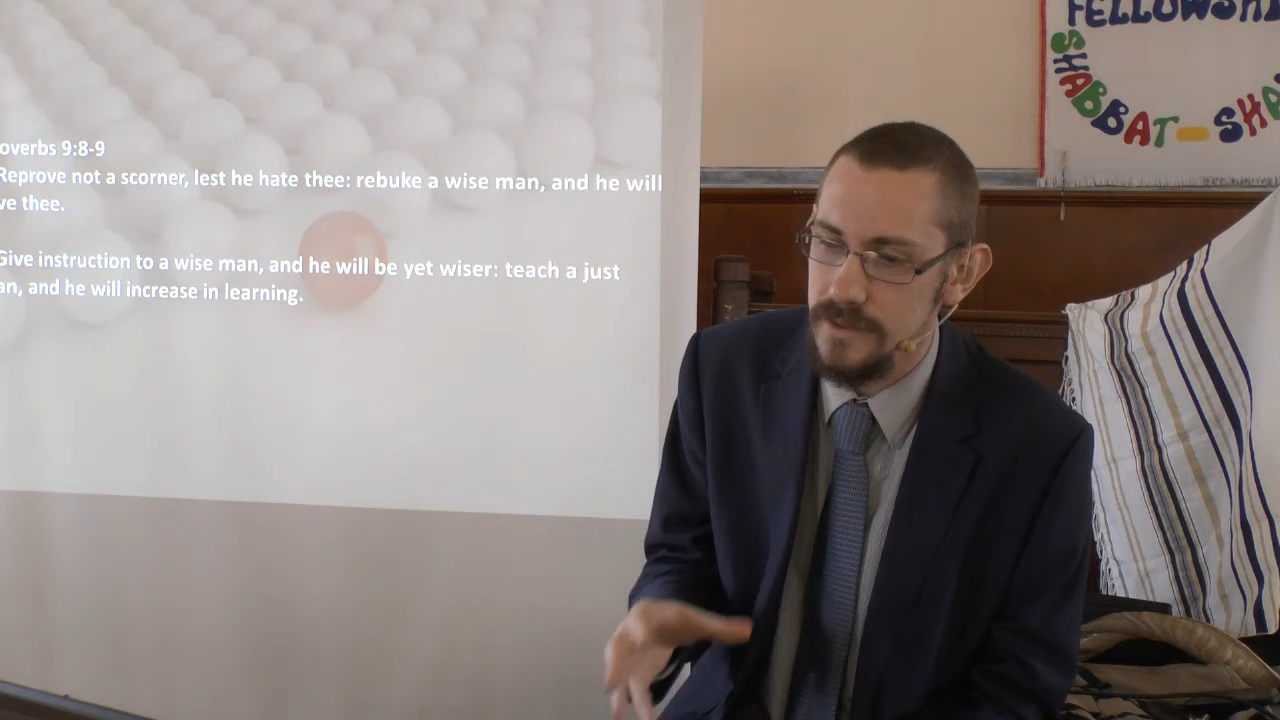 overbs 9:8-9
Reprove not a scorner, lest he hate thee: rebuke a wise man, and he will
ve thee.
Give instruction to a wise man, and he will be yet wiser: teach a just
an, and he will increase in learning.
FELLOWSHI
SHABBAT-SHA